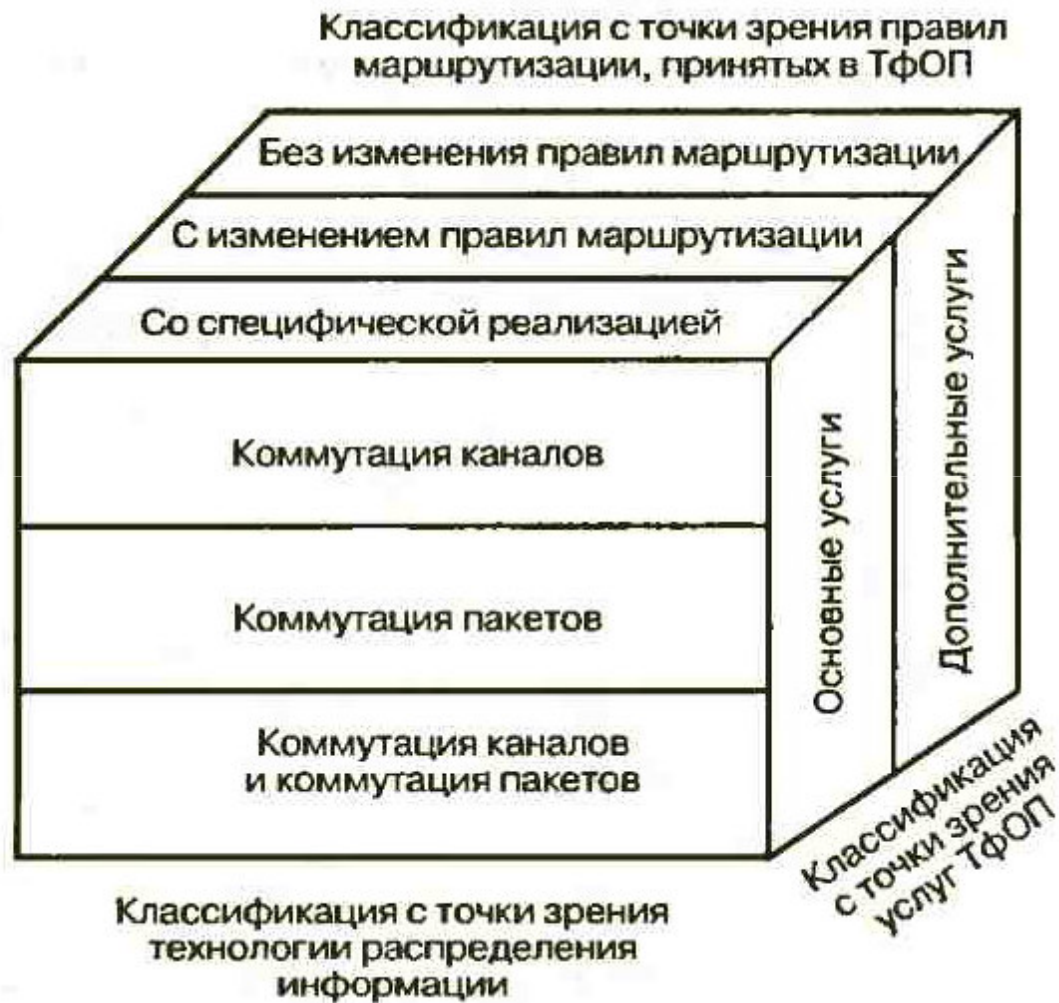 Классификация с точки зрения правил
маршрутизации, принятых в ТфОП
Без изменения правил маршрутизации
С изменением правил маршрутизации
Со специфической реализацией
Коммутация каналов
Коммутация пакетов
Коммутация каналов
и коммутация пакетов
Основные услуги
Дополнительные услуги
Классификация
с точки зрения
услуг ТфОП
Классификация с точки зрения
технологии распределения
информации